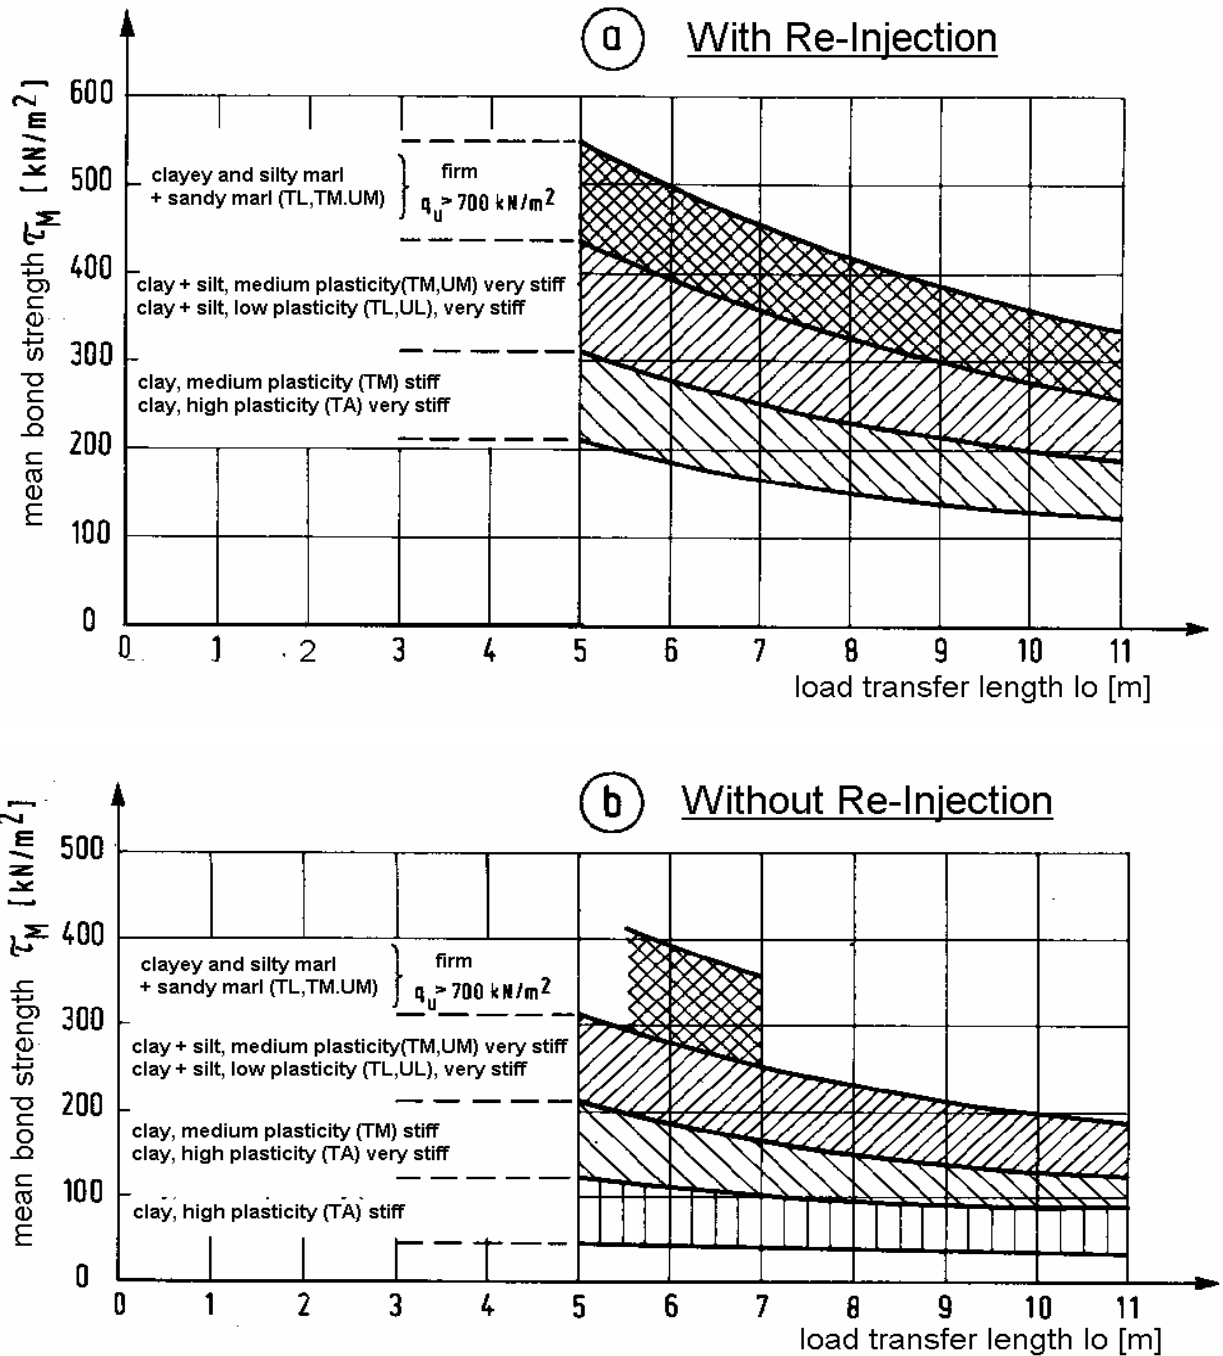 a With Re-Injection
mean bond strength τM [kN/m²]
600
500
400
300
200
100
0
clayey and silty marl
+ sandy marl (TL,TM.UM)
firm
qu > 700 kN/m²
clay + silt, medium plasticity(TM,UM) very stiff
clay + silt, low plasticity (TL,UL), very stiff
clay, medium plasticity (TM) stiff
clay, high plasticity (TA) very stiff
0 1 2 3 4 5 6 7 8 9 10 11
load transfer length lo [m]
b Without Re-Injection
mean bond strength τM [kN/m²]
500
400
300
200
100
0
clayey and silty marl
+ sandy marl (TL,TM.UM)
firm
qu > 700 kN/m²
clay + silt, medium plasticity(TM,UM) very stiff
clay + silt, low plasticity (TL,UL), very stiff
clay, medium plasticity (TM) stiff
clay, high plasticity (TA) very stiff
clay, high plasticity (TA) stiff
0 1 2 3 4 5 6 7 8 9 10 11
load transfer length lo [m]